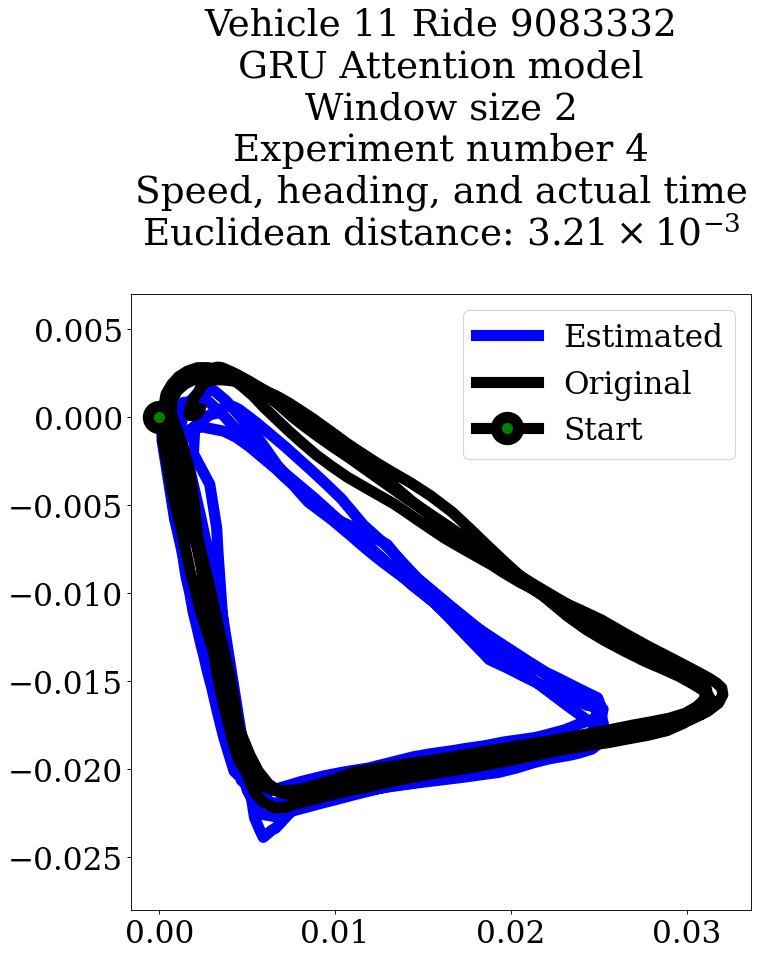 Vehicle 11 Ride 9083332
GRU Attention model
Window size 2
Experiment number 4
Speed, heading, and actual time
Euclidean distance: 3.21 × 10⁻³
Estimated
Original
Start
0.005
0.000
−0.005
−0.010
−0.015
−0.020
−0.025
0.00 0.01 0.02 0.03